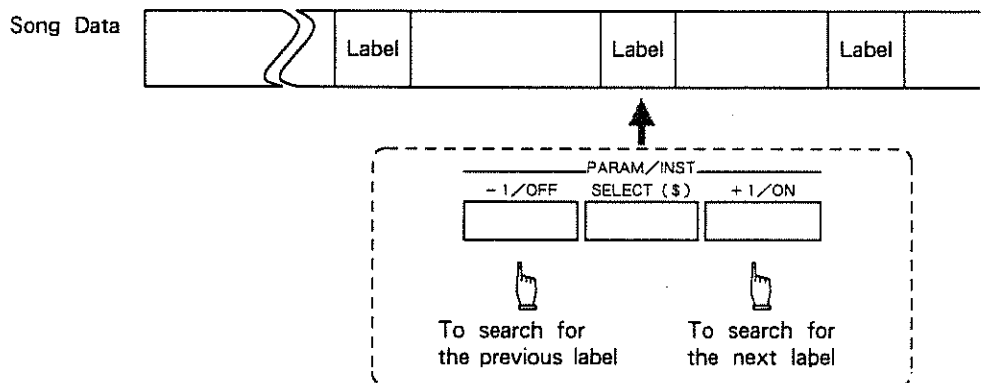 Song Data
Label
Label
Label
PARAM/INST
- 1/OFF
SELECT ($)
+ 1/ON
To search for
the previous label
To search for
the next label